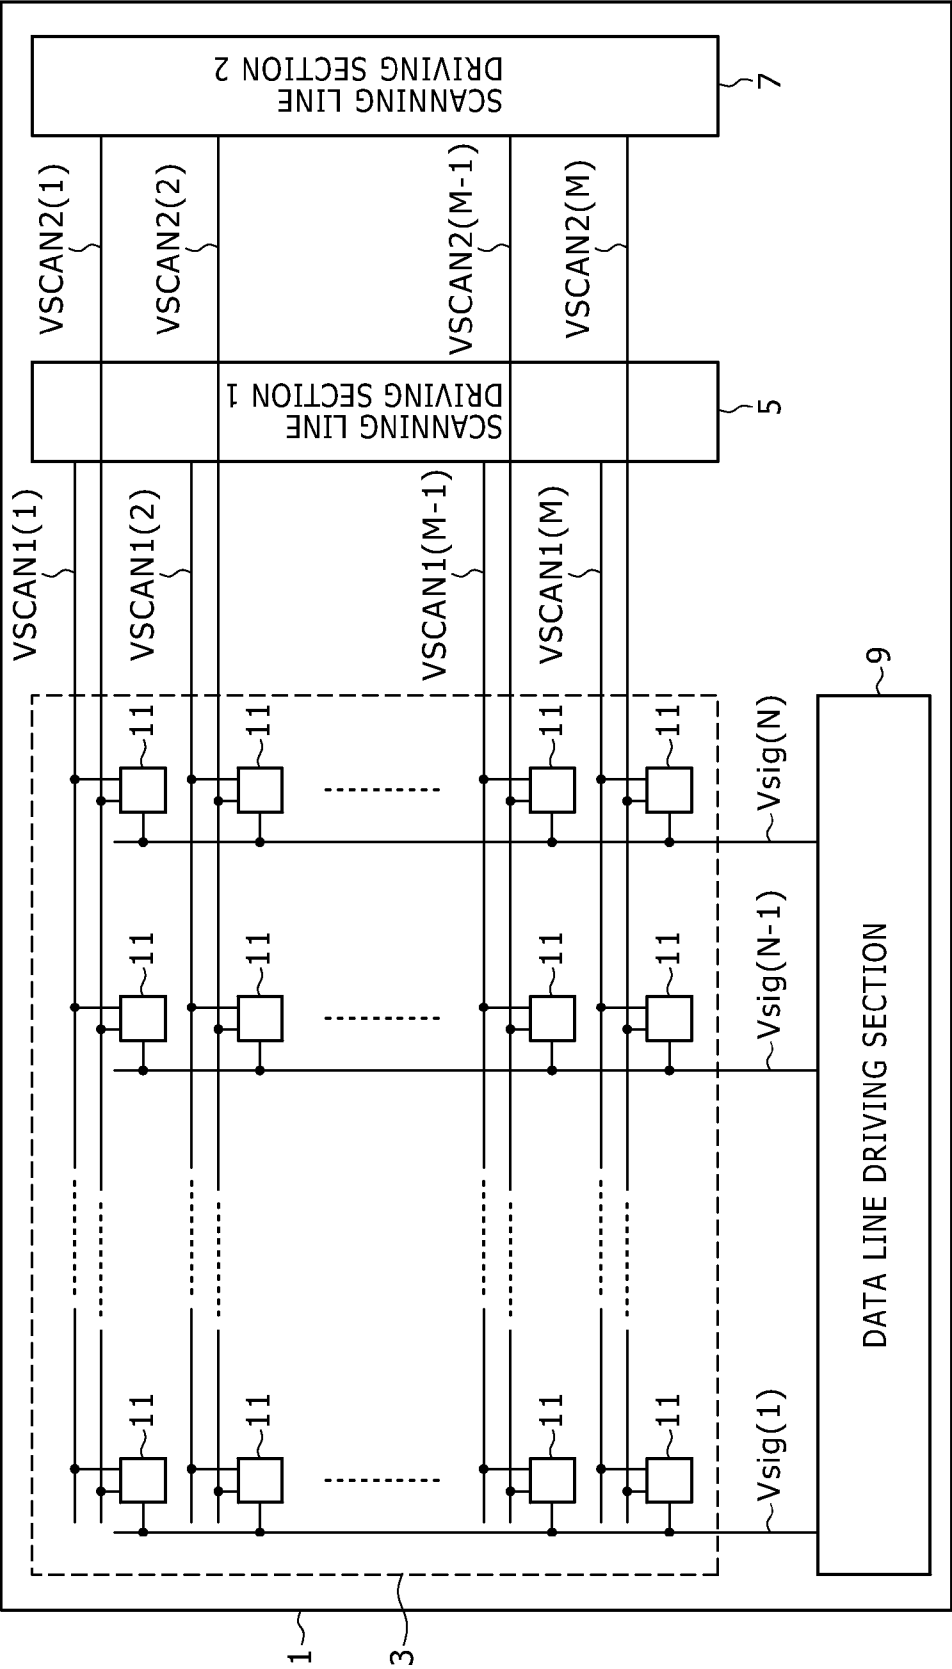 SCANNING LINE
DRIVING SECTION 2
7
VSCAN2(1)
VSCAN2(2)
VSCAN2(M-1)
VSCAN2(M)
SCANNING LINE
DRIVING SECTION 1
5
VSCAN1(1)
VSCAN1(2)
VSCAN1(M-1)
VSCAN1(M)
9
11
11
11
11
Vsig(N)
11
11
11
11
Vsig(N-1)
DATA LINE DRIVING SECTION
11
11
11
11
Vsig(1)
1
3